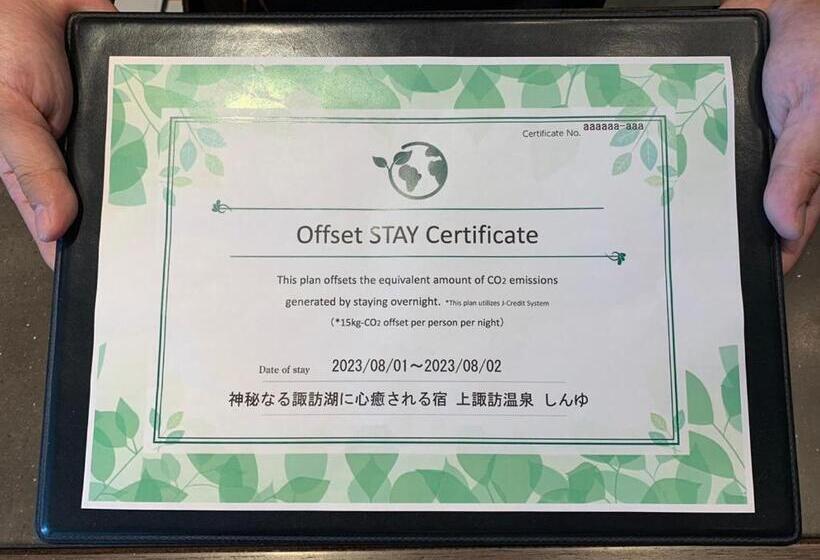 Certificate No. aaaaaa-aaa
Offset STAY Certificate
This plan offsets the equivalent amount of CO2 emissions
generated by staying overnight. *This plan utilizes J-Credit System
(*15kg-CO2 offset per person per night)
Date of stay 2023/08/01～2023/08/02
神秘なる諏訪湖に心癒される宿 上諏訪温泉 しんゆ